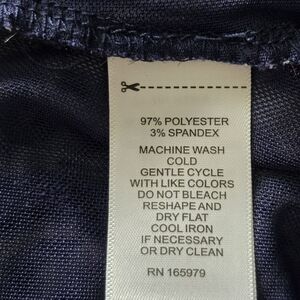 97% POLYESTER
3% SPANDEX
MACHINE WASH
COLD
GENTLE CYCLE
WITH LIKE COLORS
DO NOT BLEACH
RESHAPE AND
DRY FLAT
COOL IRON
IF NECESSARY
OR DRY CLEAN
RN 165979